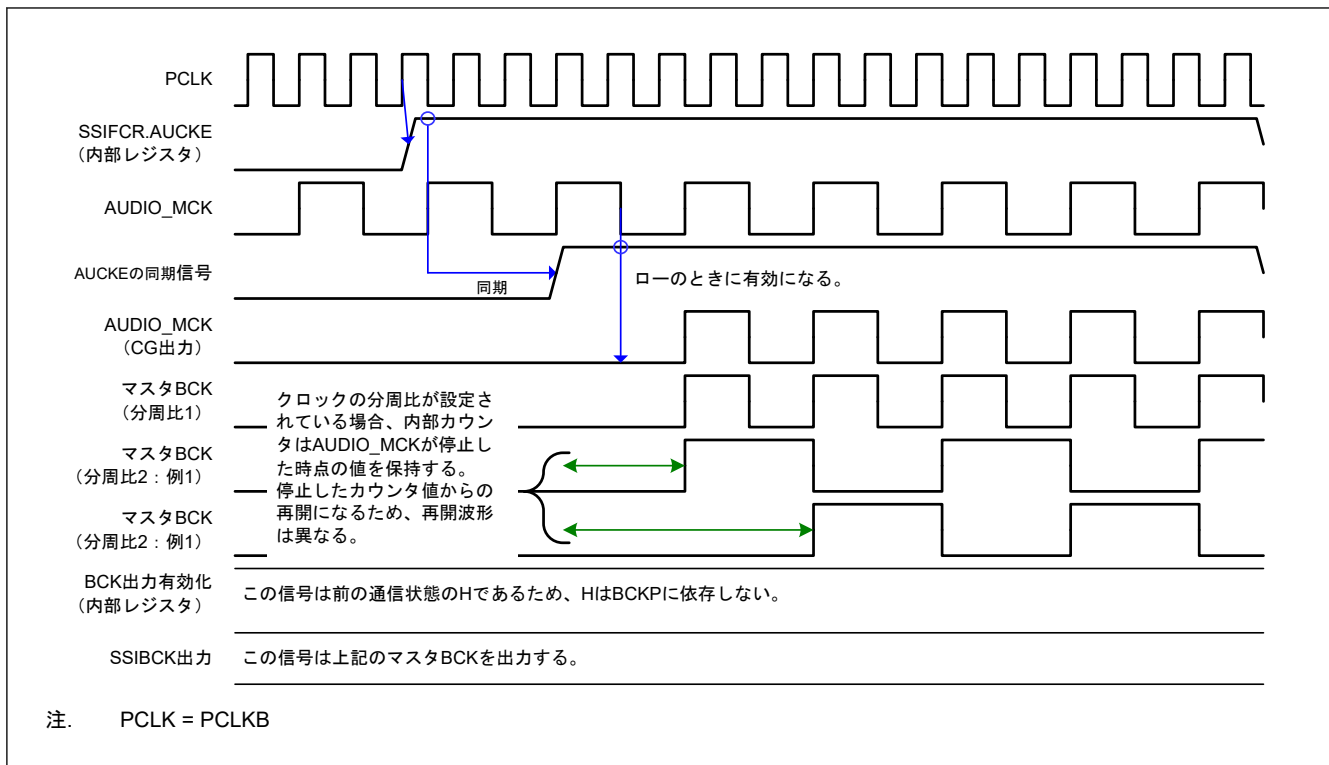 PCLK
SSIFCR.AUCKE
（内部レジスタ）
AUDIO_MCK
AUCKEの同期信号
同期
ローのときに有効になる。
AUDIO_MCK
（CG出力）
マスタBCK
（分周比1）
クロックの分周比が設定さ
れている場合、内部カウン
タはAUDIO_MCKが停止し
た時点の値を保持する。
停止したカウンタ値からの
再開になるため、再開波形
は異なる。
マスタBCK
（分周比2：例1）
マスタBCK
（分周比2：例1）
BCK出力有効化
（内部レジスタ）
この信号は前の通信状態のHであるため、HはBCKPに依存しない。
SSIBCK出力
この信号は上記のマスタBCKを出力する。
注. PCLK = PCLKB